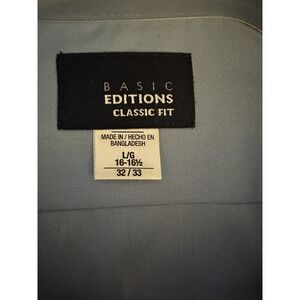 BASIC
EDITIONS
CLASSIC FIT
MADE IN / HECHO EN
BANGLADESH
L/G
16-16½
32 / 33